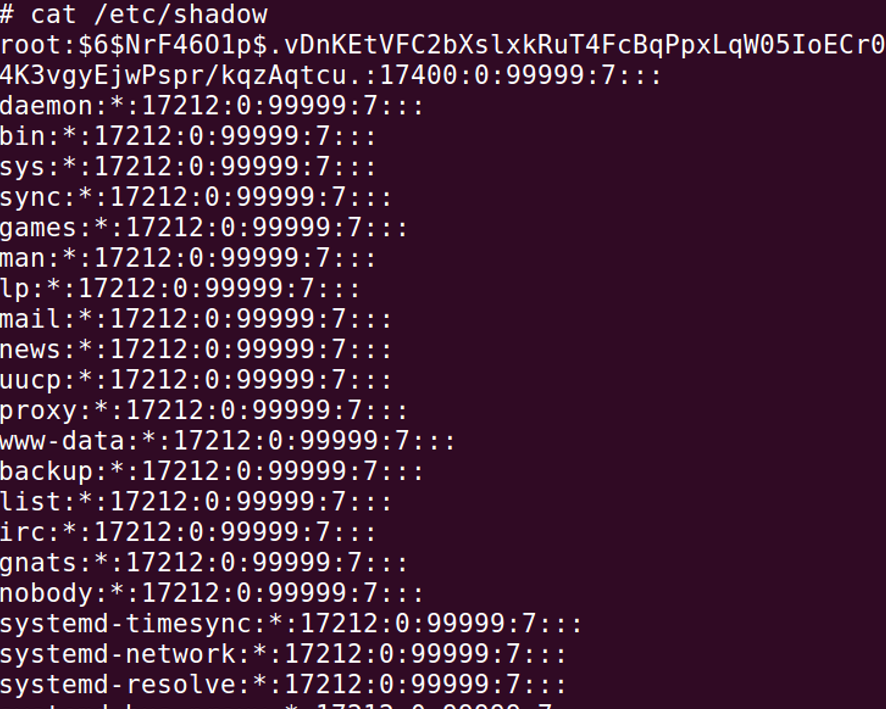 # cat /etc/shadow
root:$6$NrF46O1p$.vDnKEtVFC2bXslxkRuT4FcBqPpxLqW05IoECr0
4K3vgyEjwPspr/kqzAqtcu.:17400:0:99999:7:::
daemon:*:17212:0:99999:7:::
bin:*:17212:0:99999:7:::
sys:*:17212:0:99999:7:::
sync:*:17212:0:99999:7:::
games:*:17212:0:99999:7:::
man:*:17212:0:99999:7:::
lp:*:17212:0:99999:7:::
mail:*:17212:0:99999:7:::
news:*:17212:0:99999:7:::
uucp:*:17212:0:99999:7:::
proxy:*:17212:0:99999:7:::
www-data:*:17212:0:99999:7:::
backup:*:17212:0:99999:7:::
list:*:17212:0:99999:7:::
irc:*:17212:0:99999:7:::
gnats:*:17212:0:99999:7:::
nobody:*:17212:0:99999:7:::
systemd-timesync:*:17212:0:99999:7:::
systemd-network:*:17212:0:99999:7:::
systemd-resolve:*:17212:0:99999:7:::